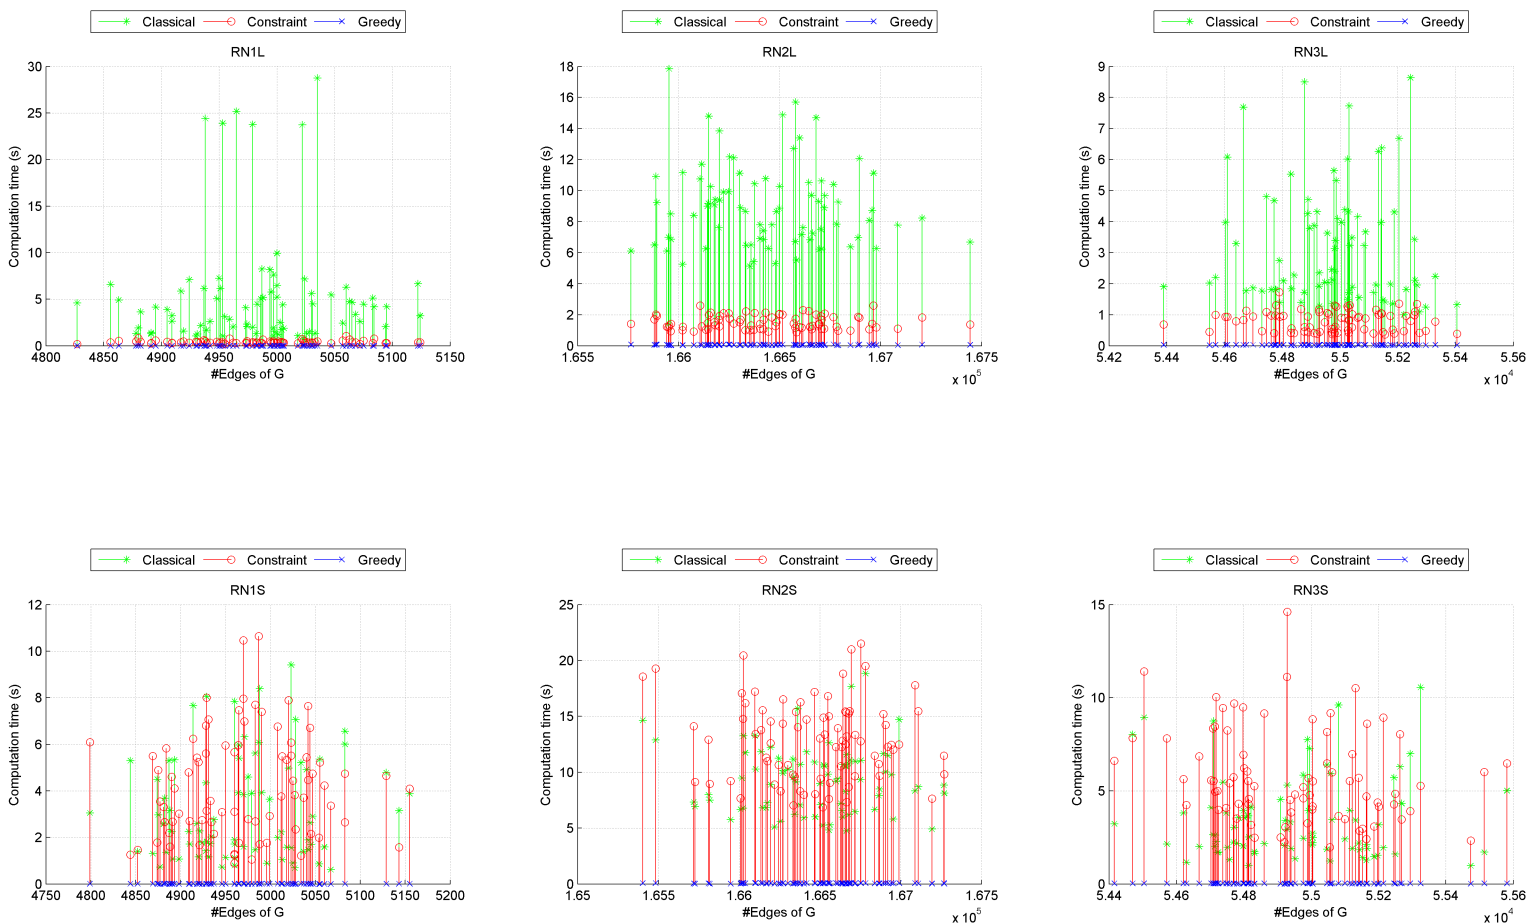 Classical Constraint Greedy
RN1L
Computation time (s)
30
25
20
15
10
5
0
4800 4850 4900 4950 5000 5050 5100 5150
#Edges of G
Classical Constraint Greedy
RN2L
Computation time (s)
18
16
14
12
10
8
6
4
2
0
1.655 1.66 1.665 1.67 1.675
#Edges of G
x 10^5
Classical Constraint Greedy
RN3L
Computation time (s)
9
8
7
6
5
4
3
2
1
0
5.42 5.44 5.46 5.48 5.5 5.52 5.54 5.56
#Edges of G
x 10^4
Classical Constraint Greedy
RN1S
Computation time (s)
12
10
8
6
4
2
0
4750 4800 4850 4900 4950 5000 5050 5100 5150 5200
#Edges of G
Classical Constraint Greedy
RN2S
Computation time (s)
25
20
15
10
5
0
1.65 1.655 1.66 1.665 1.67 1.675
#Edges of G
x 10^5
Classical Constraint Greedy
RN3S
Computation time (s)
15
10
5
0
5.44 5.46 5.48 5.5 5.52 5.54 5.56
#Edges of G
x 10^4